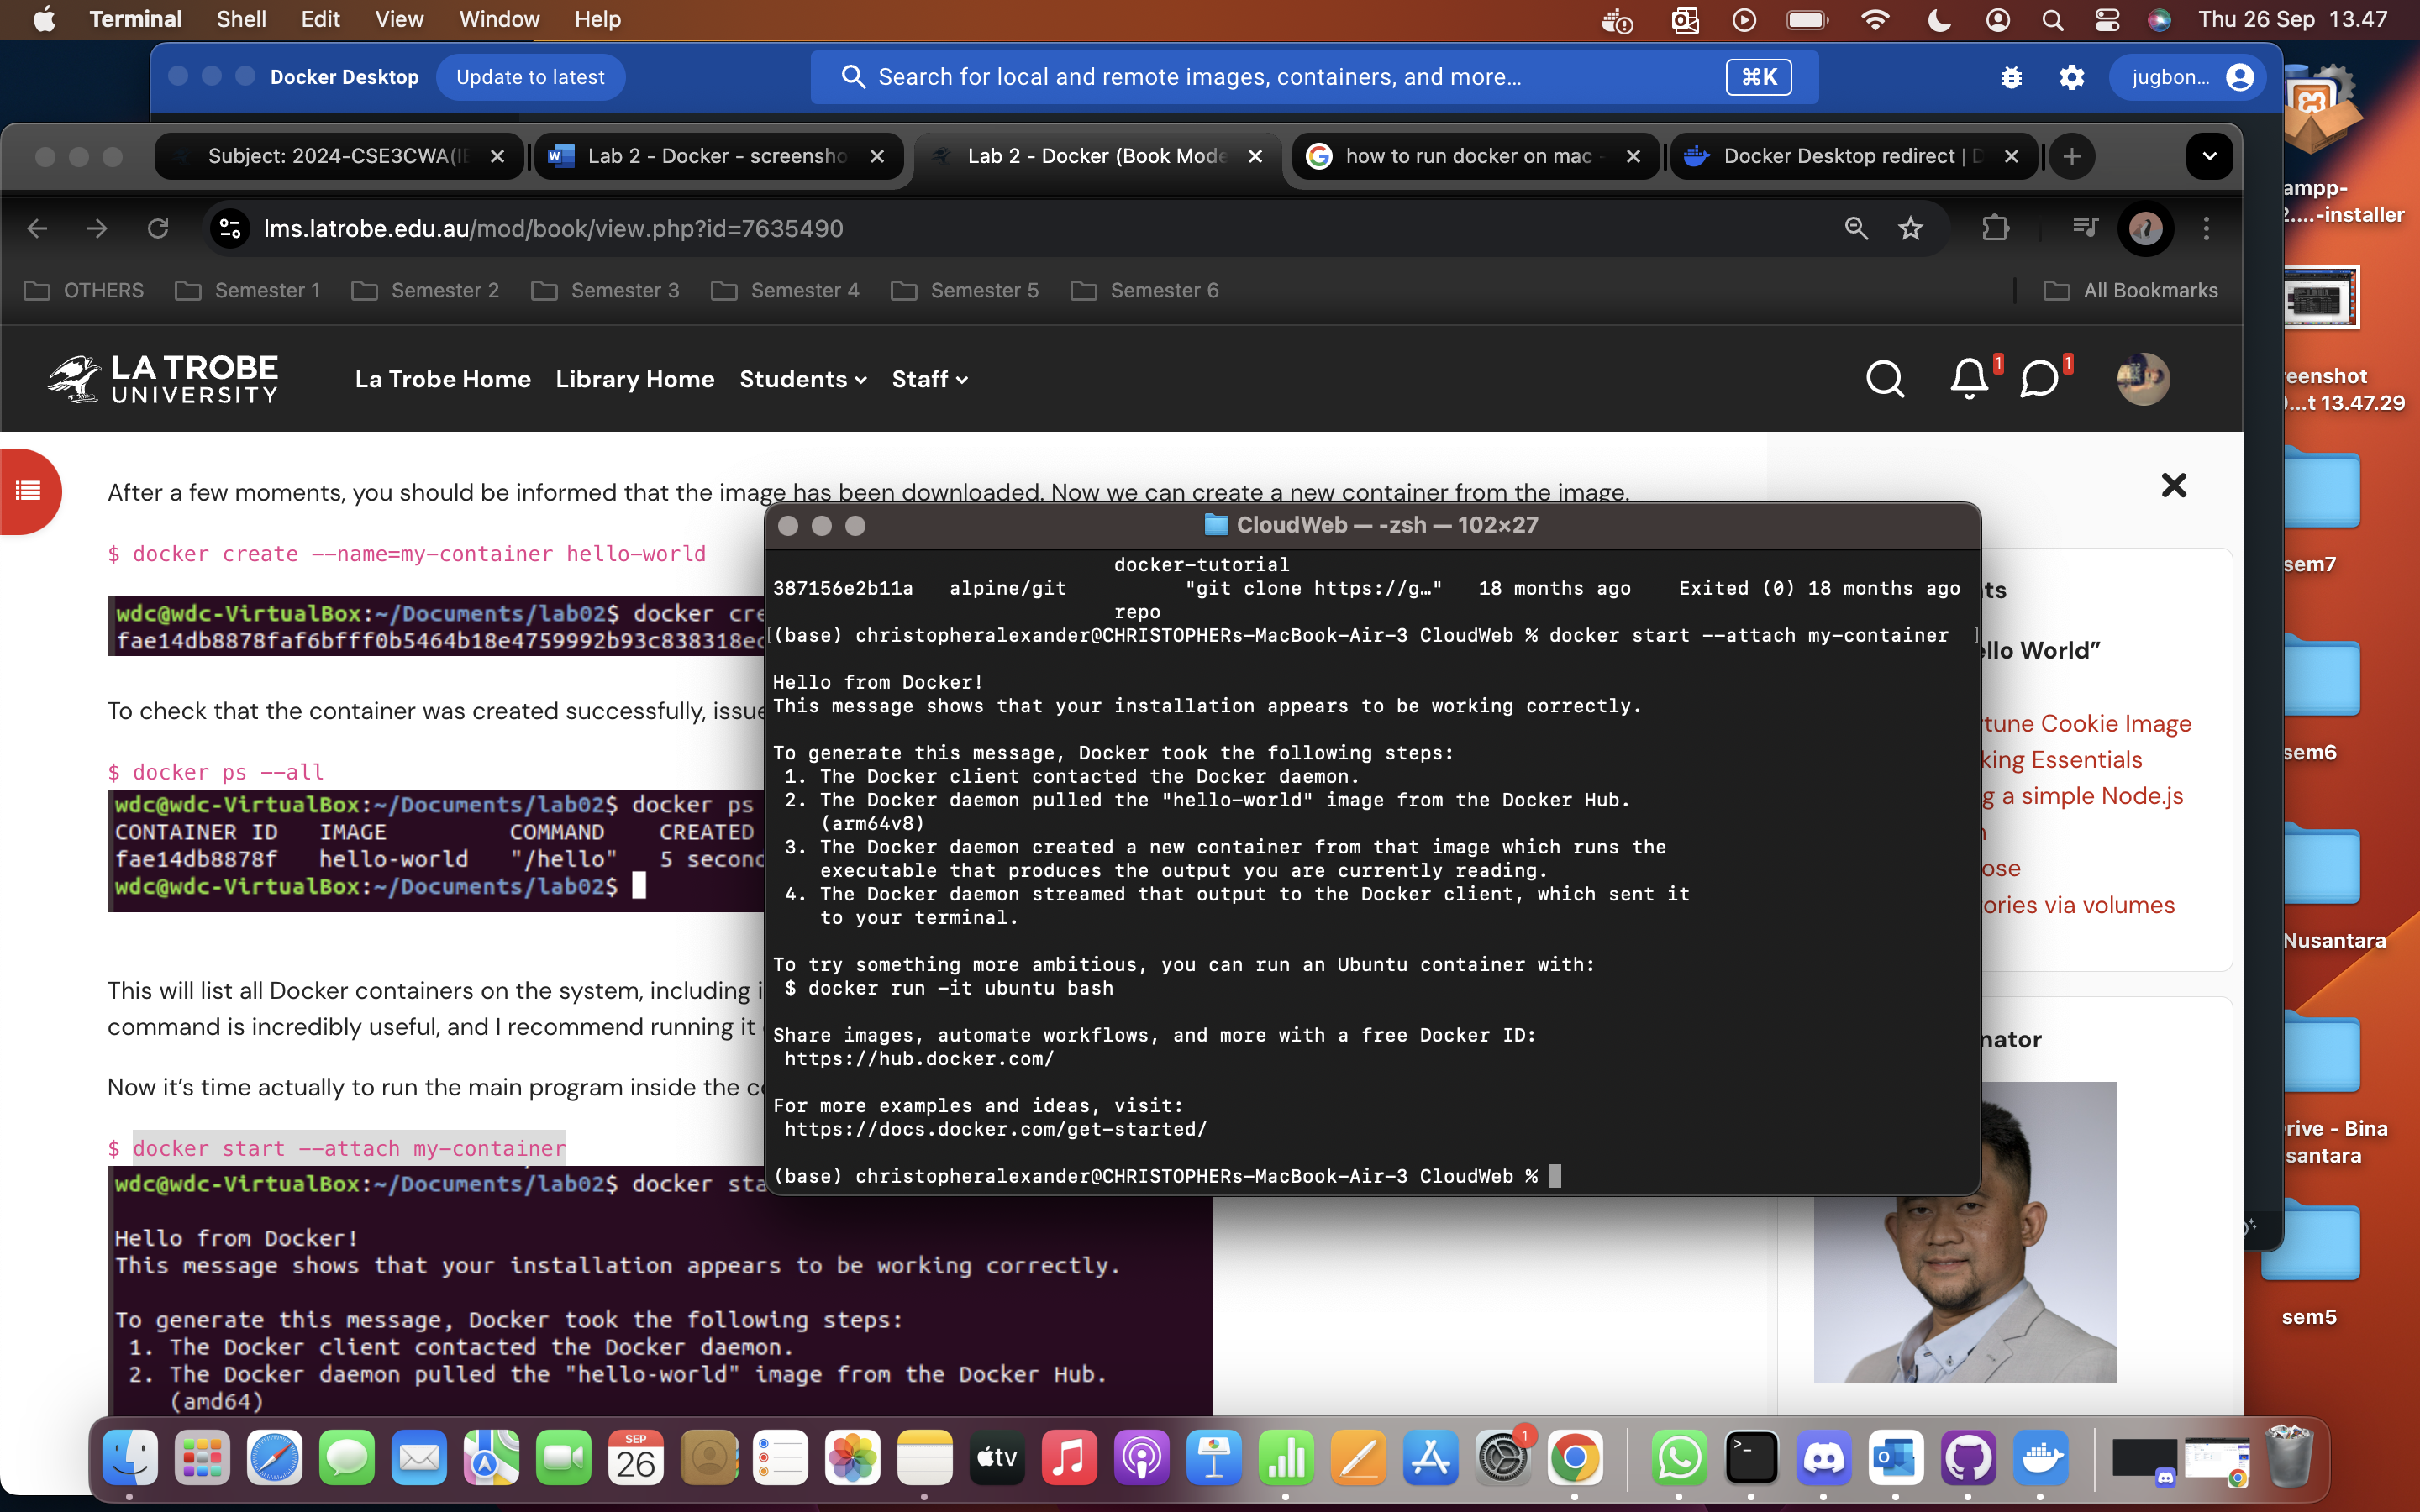 Terminal Shell Edit View Window Help
Thu 26 Sep 13.47
Docker Desktop Update to latest
Search for local and remote images, containers, and more… ⌘K
jugbon...
Subject: 2024-CSE3CWA(IE
Lab 2 - Docker - screensho
Lab 2 - Docker (Book Mode
how to run docker on mac -
Docker Desktop redirect | D
lms.latrobe.edu.au/mod/book/view.php?id=7635490
OTHERS Semester 1 Semester 2 Semester 3 Semester 4 Semester 5 Semester 6 All Bookmarks
LA TROBE
UNIVERSITY
La Trobe Home Library Home Students Staff
1 1
After a few moments, you should be informed that the image has been downloaded. Now we can create a new container from the image.
$ docker create --name=my-container hello-world
wdc@wdc-VirtualBox:~/Documents/lab02$ docker cre
fae14db8878faf6bfff0b5464b18e4759992b93c838318ec
To check that the container was created successfully, issue
$ docker ps --all
wdc@wdc-VirtualBox:~/Documents/lab02$ docker ps
CONTAINER ID IMAGE COMMAND CREATED
fae14db8878f hello-world "/hello" 5 second
wdc@wdc-VirtualBox:~/Documents/lab02$
This will list all Docker containers on the system, including i
command is incredibly useful, and I recommend running it
Now it's time actually to run the main program inside the co
$ docker start --attach my-container
wdc@wdc-VirtualBox:~/Documents/lab02$ docker sta
Hello from Docker!
This message shows that your installation appears to be working correctly.
To generate this message, Docker took the following steps:
1. The Docker client contacted the Docker daemon.
2. The Docker daemon pulled the "hello-world" image from the Docker Hub.
(amd64)
CloudWeb — -zsh — 102×27
docker-tutorial
387156e2b11a alpine/git "git clone https://g…" 18 months ago Exited (0) 18 months ago
repo
[(base) christopheralexander@CHRISTOPHERs-MacBook-Air-3 CloudWeb % docker start --attach my-container ]
Hello from Docker!
This message shows that your installation appears to be working correctly.
To generate this message, Docker took the following steps:
1. The Docker client contacted the Docker daemon.
2. The Docker daemon pulled the "hello-world" image from the Docker Hub.
(arm64v8)
3. The Docker daemon created a new container from that image which runs the
executable that produces the output you are currently reading.
4. The Docker daemon streamed that output to the Docker client, which sent it
to your terminal.
To try something more ambitious, you can run an Ubuntu container with:
$ docker run -it ubuntu bash
Share images, automate workflows, and more with a free Docker ID:
https://hub.docker.com/
For more examples and ideas, visit:
https://docs.docker.com/get-started/
(base) christopheralexander@CHRISTOPHERs-MacBook-Air-3 CloudWeb %
ts
ello World”
tune Cookie Image
king Essentials
g a simple Node.js
n
ose
ories via volumes
nator
ampp-
2....-installer
reenshot
)...t 13.47.29
sem7
sem6
Nusantara
rive - Bina
santara
sem5
SEP
26
tv
1